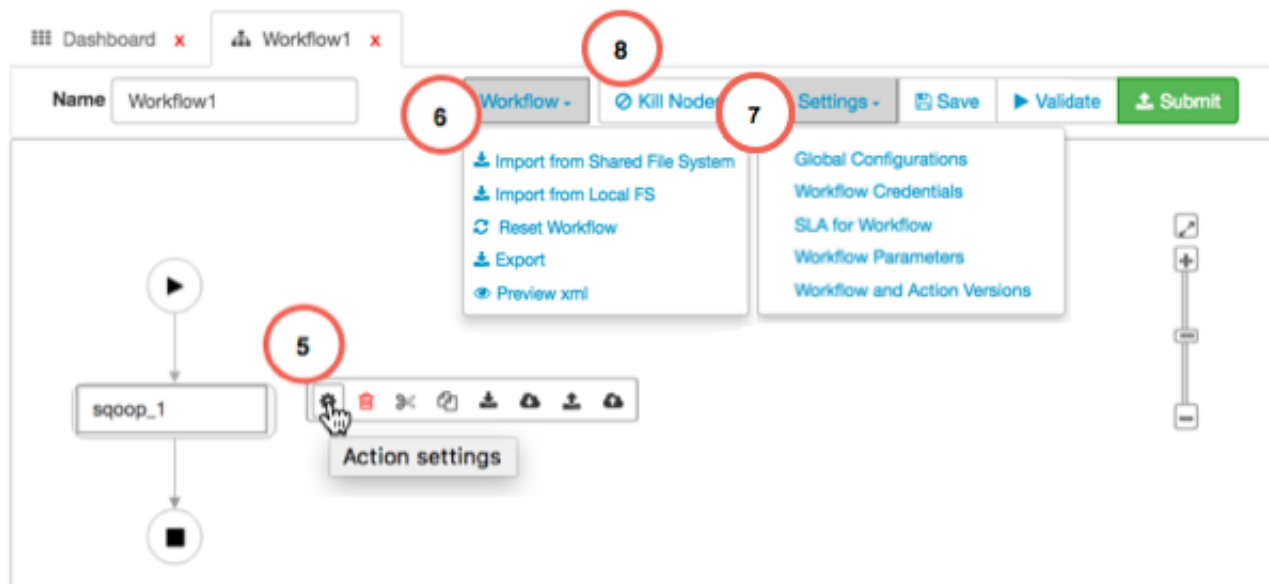 Dashboard x Workflow1 x
8
Name Workflow1 6 Workflow Kill Nodes 7 Settings Save Validate Submit
Import from Shared File System
Import from Local FS
Reset Workflow
Export
Preview xml
Global Configurations
Workflow Credentials
SLA for Workflow
Workflow Parameters
Workflow and Action Versions
5
sqoop_1
Action settings